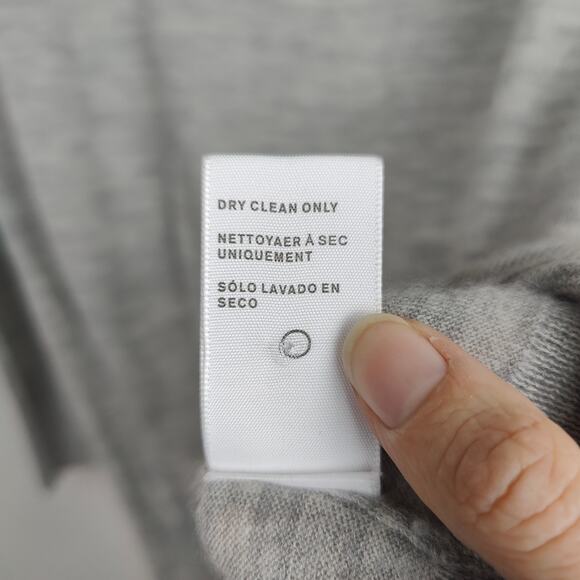 DRY CLEAN ONLY
NETTOYAER À SEC
UNIQUEMENT
SÓLO LAVADO EN
SECO